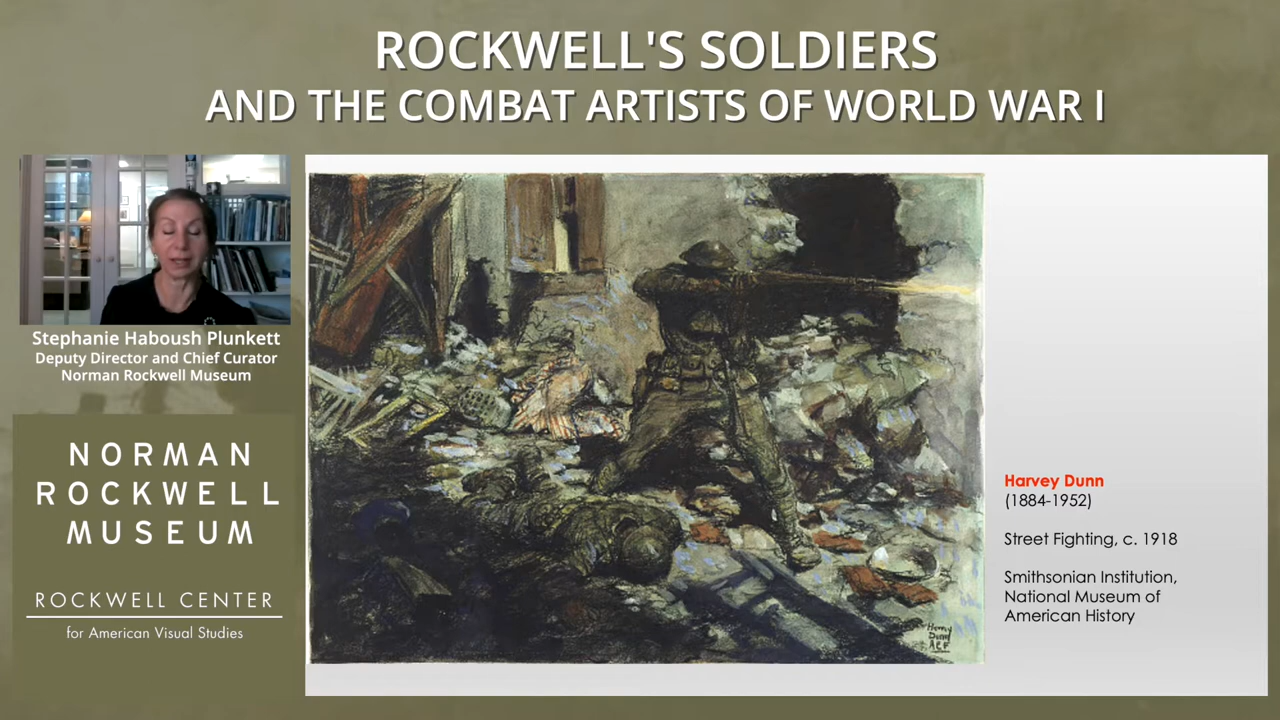 ROCKWELL'S SOLDIERS
AND THE COMBAT ARTISTS OF WORLD WAR I
Stephanie Haboush Plunkett
Deputy Director and Chief Curator
Norman Rockwell Museum
NORMAN
ROCKWELL
MUSEUM
ROCKWELL CENTER
for American Visual Studies
Harvey Dunn
(1884-1952)
Street Fighting, c. 1918
Smithsonian Institution,
National Museum of
American History
Harvey
Dunn
AEF